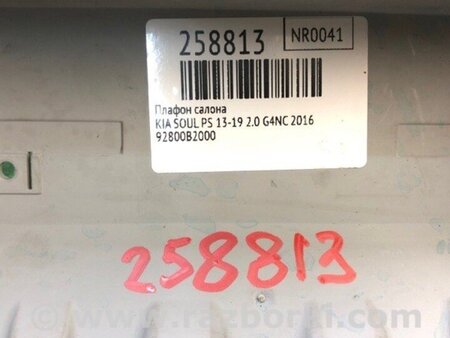 258813
NR0041
Плафон салона
KIA SOUL PS 13-19 2.0 G4NC 2016
92800B2000
258813
www.razborki.com